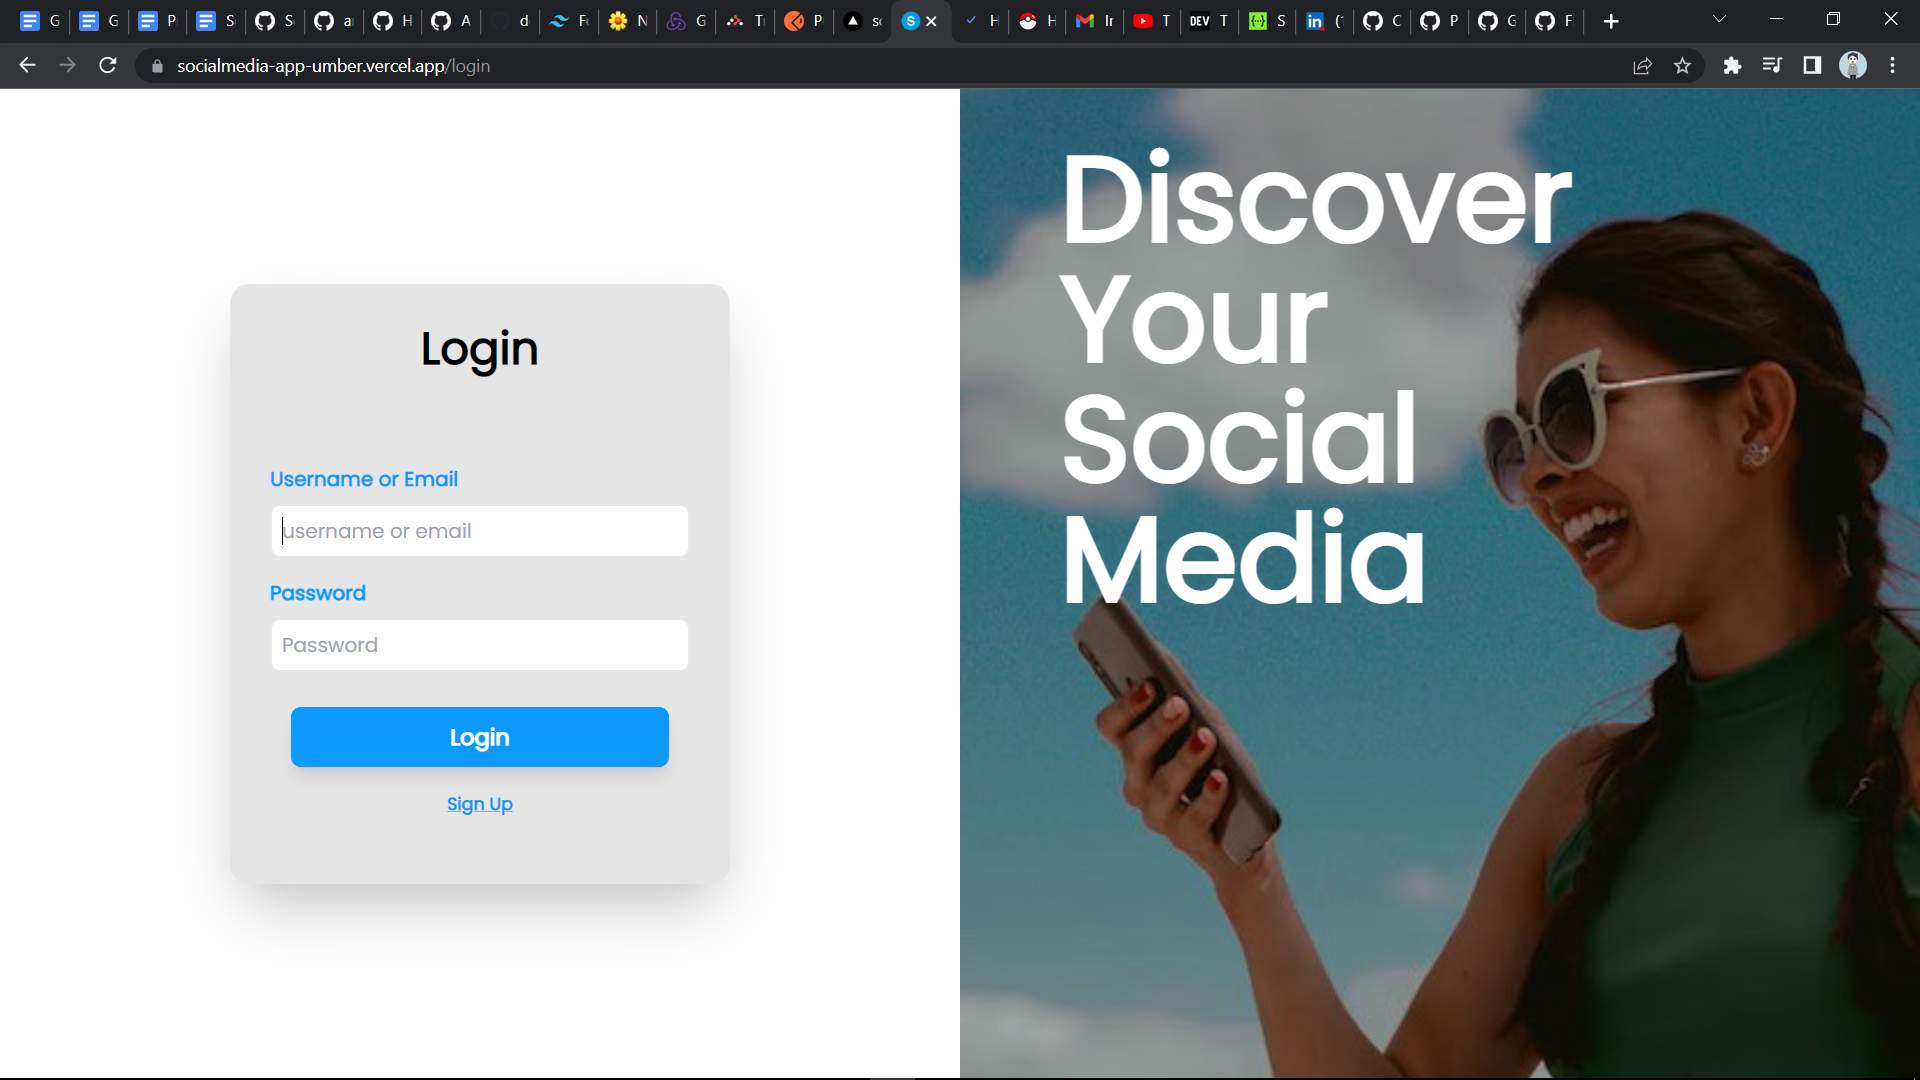 G G P S S a H A d F N G T P s H H I T T S ( C P G F
socialmedia-app-umber.vercel.app/login
Login
Username or Email
username or email
Password
Password
Login
Sign Up
Discover
Your
Social
Media